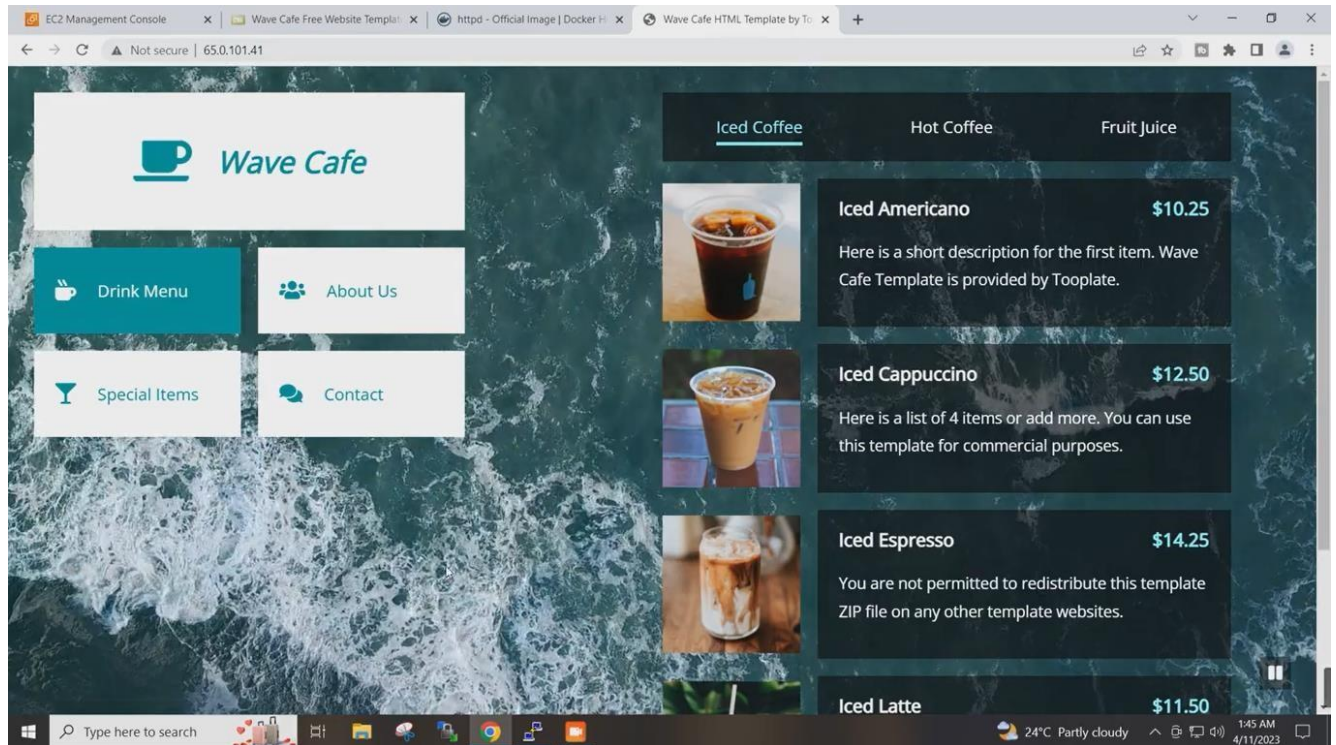 EC2 Management Console
Wave Cafe Free Website Templat
httpd - Official Image | Docker H
Wave Cafe HTML Template by To
Not secure | 65.0.101.41
Wave Cafe
Drink Menu
About Us
Special Items
Contact
Iced Coffee
Hot Coffee
Fruit Juice
Iced Americano
$10.25
Here is a short description for the first item. Wave
Cafe Template is provided by Tooplate.
Iced Cappuccino
$12.50
Here is a list of 4 items or add more. You can use
this template for commercial purposes.
Iced Espresso
$14.25
You are not permitted to redistribute this template
ZIP file on any other template websites.
Iced Latte
$11.50
Type here to search
24°C Partly cloudy
1:45 AM
4/11/2023